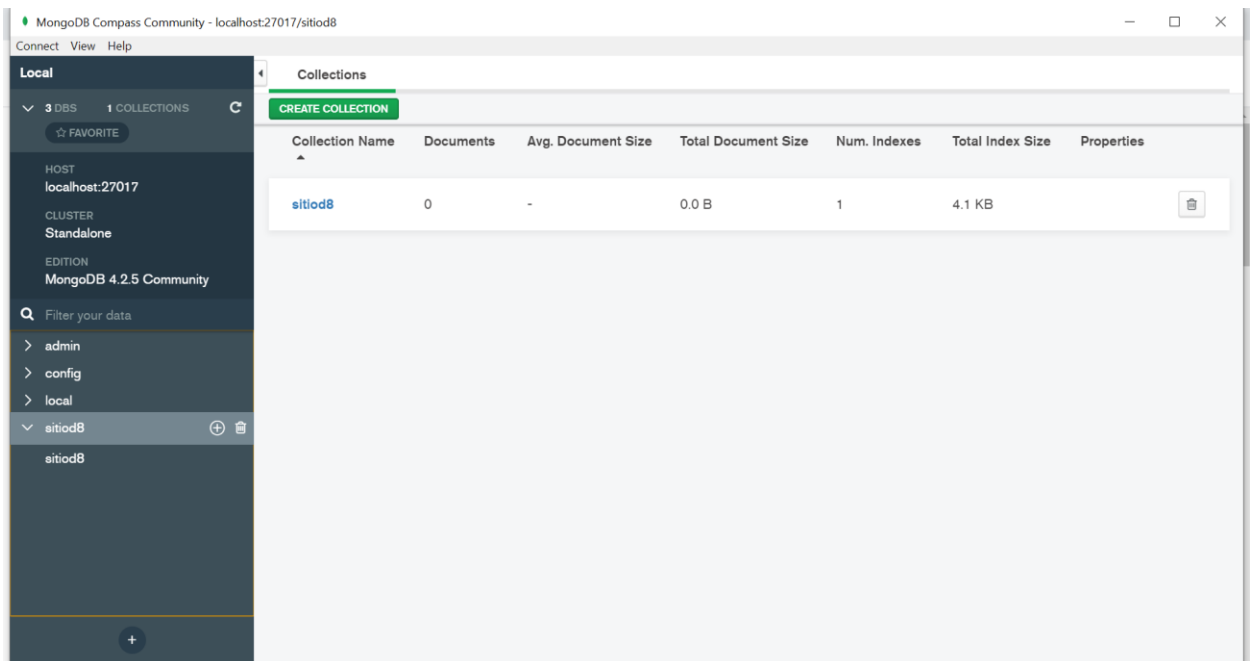 MongoDB Compass Community - localhost:27017/sitiod8
Connect View Help
Local
3 DBS 1 COLLECTIONS
FAVORITE
HOST
localhost:27017
CLUSTER
Standalone
EDITION
MongoDB 4.2.5 Community
Filter your data
admin
config
local
sitiod8
sitiod8
Collections
CREATE COLLECTION
Collection Name Documents Avg. Document Size Total Document Size Num. Indexes Total Index Size Properties
sitiod8 0 - 0.0 B 1 4.1 KB